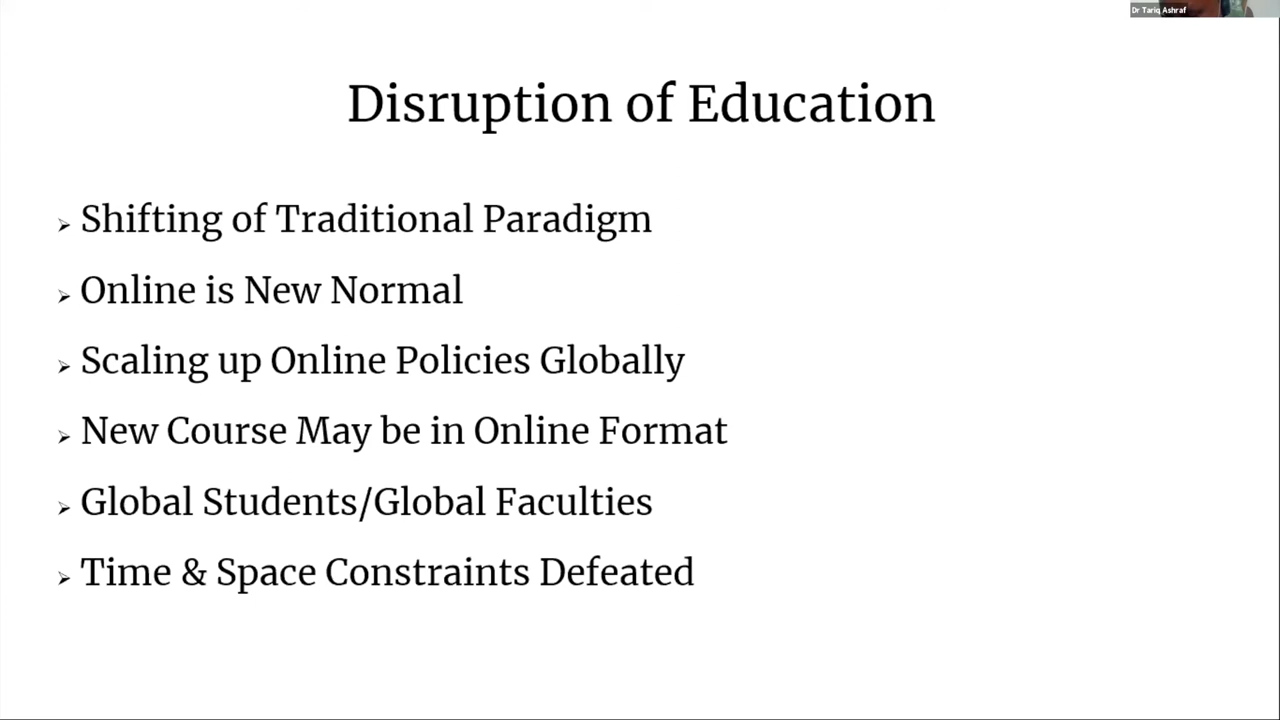 Dr Tariq Ashraf
Disruption of Education
Shifting of Traditional Paradigm
Online is New Normal
Scaling up Online Policies Globally
New Course May be in Online Format
Global Students/Global Faculties
Time & Space Constraints Defeated